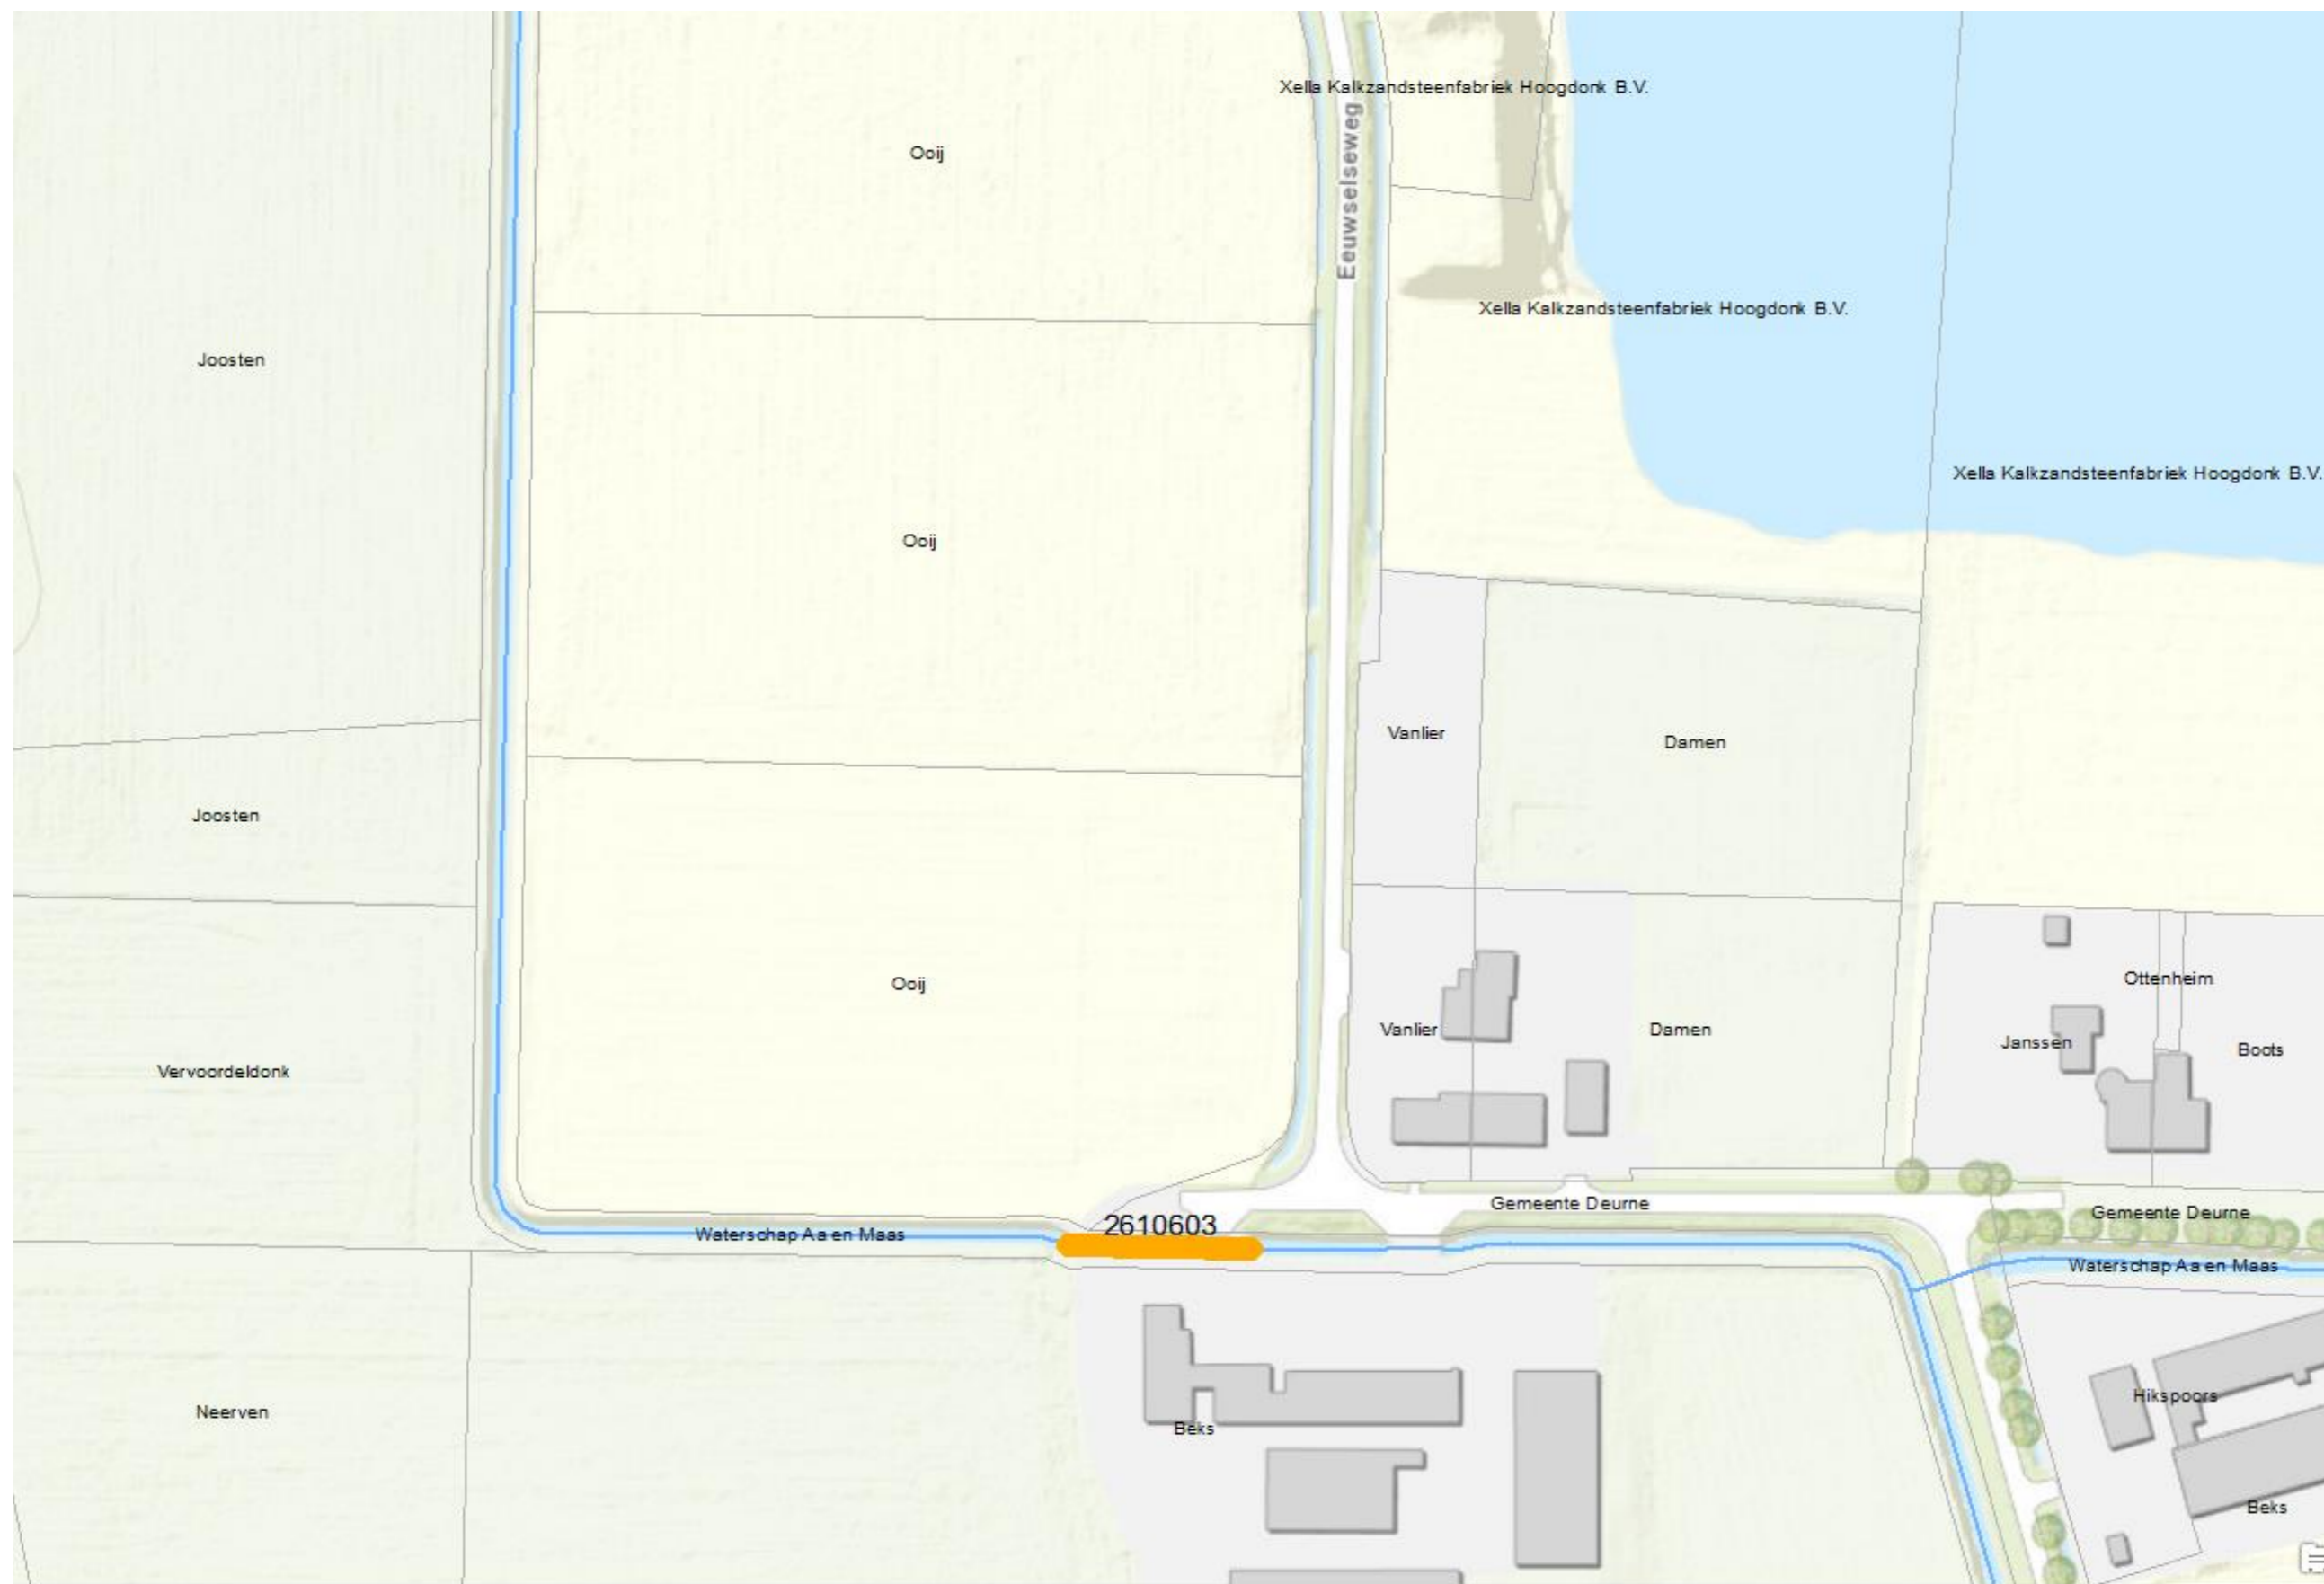 Xella Kalkzandsteenfabriek Hoogdonk B.V.
Eeuwselseweg
Ooij
Xella Kalkzandsteenfabriek Hoogdonk B.V.
Joosten
Xella Kalkzandsteenfabriek Hoogdonk B.V.
Ooij
Vanlier
Damen
Joosten
Ooij
Ottenheim
Vanlier
Damen
Janssen
Boots
Vervoordeldonk
Gemeente Deurne
Gemeente Deurne
2610603
Waterschap Aa en Maas
Waterschap Aa en Maas
Hikspoors
Neerven
Beks
Beks